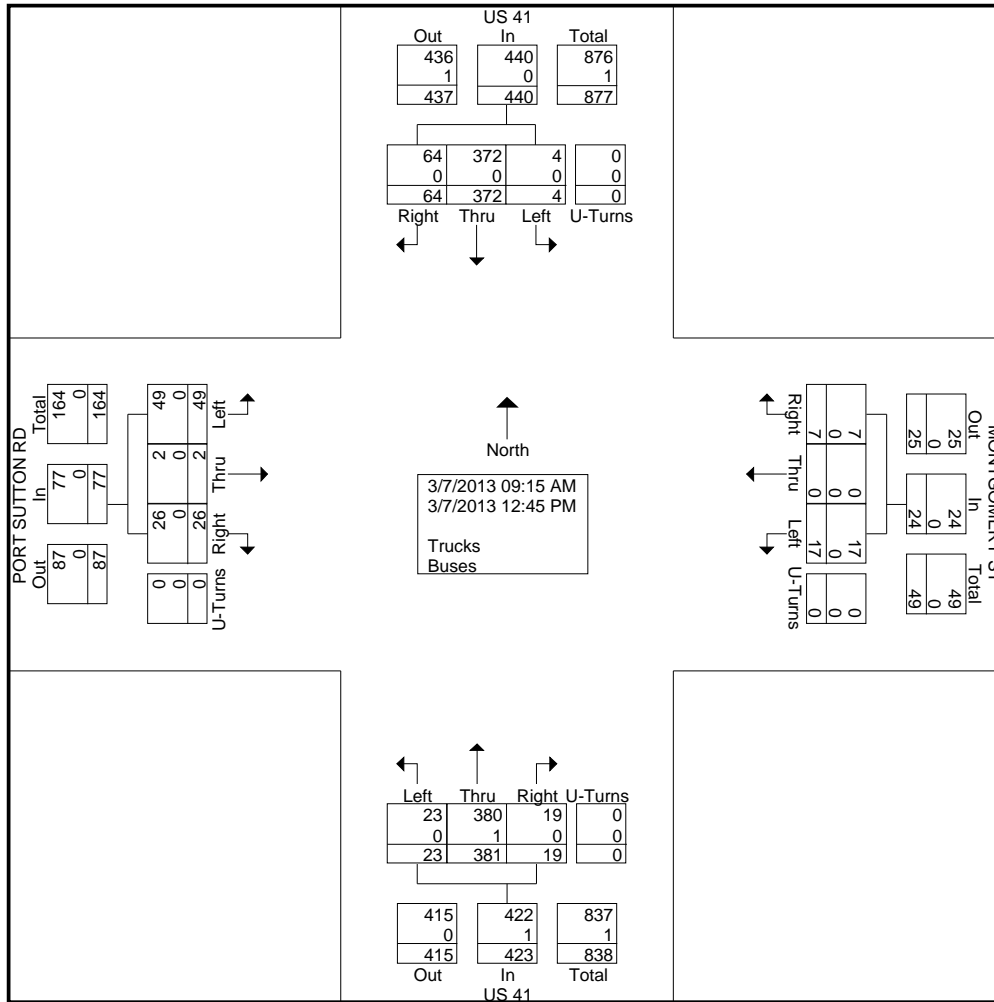 US 41
Out In Total
436 440 876
1 0 1
437 440 877
64 372 4 0
0 0 0 0
64 372 4 0
Right Thru Left U-Turns
PORT SUTTON RD
Out In Total
87 77 164
0 0 0
87 77 164
49 2 26 0
0 0 0 0
49 2 26 0
Left Thru Right U-Turns
North
3/7/2013 09:15 AM
3/7/2013 12:45 PM
Trucks
Buses
Right Thru Left U-Turns
7 0 17 0
0 0 0 0
7 0 17 0
Out In Total
25 24 49
0 0 0
25 24 49
Left Thru Right U-Turns
23 380 19 0
0 1 0 0
23 381 19 0
415 422 837
0 1 1
415 423 838
Out In Total
US 41